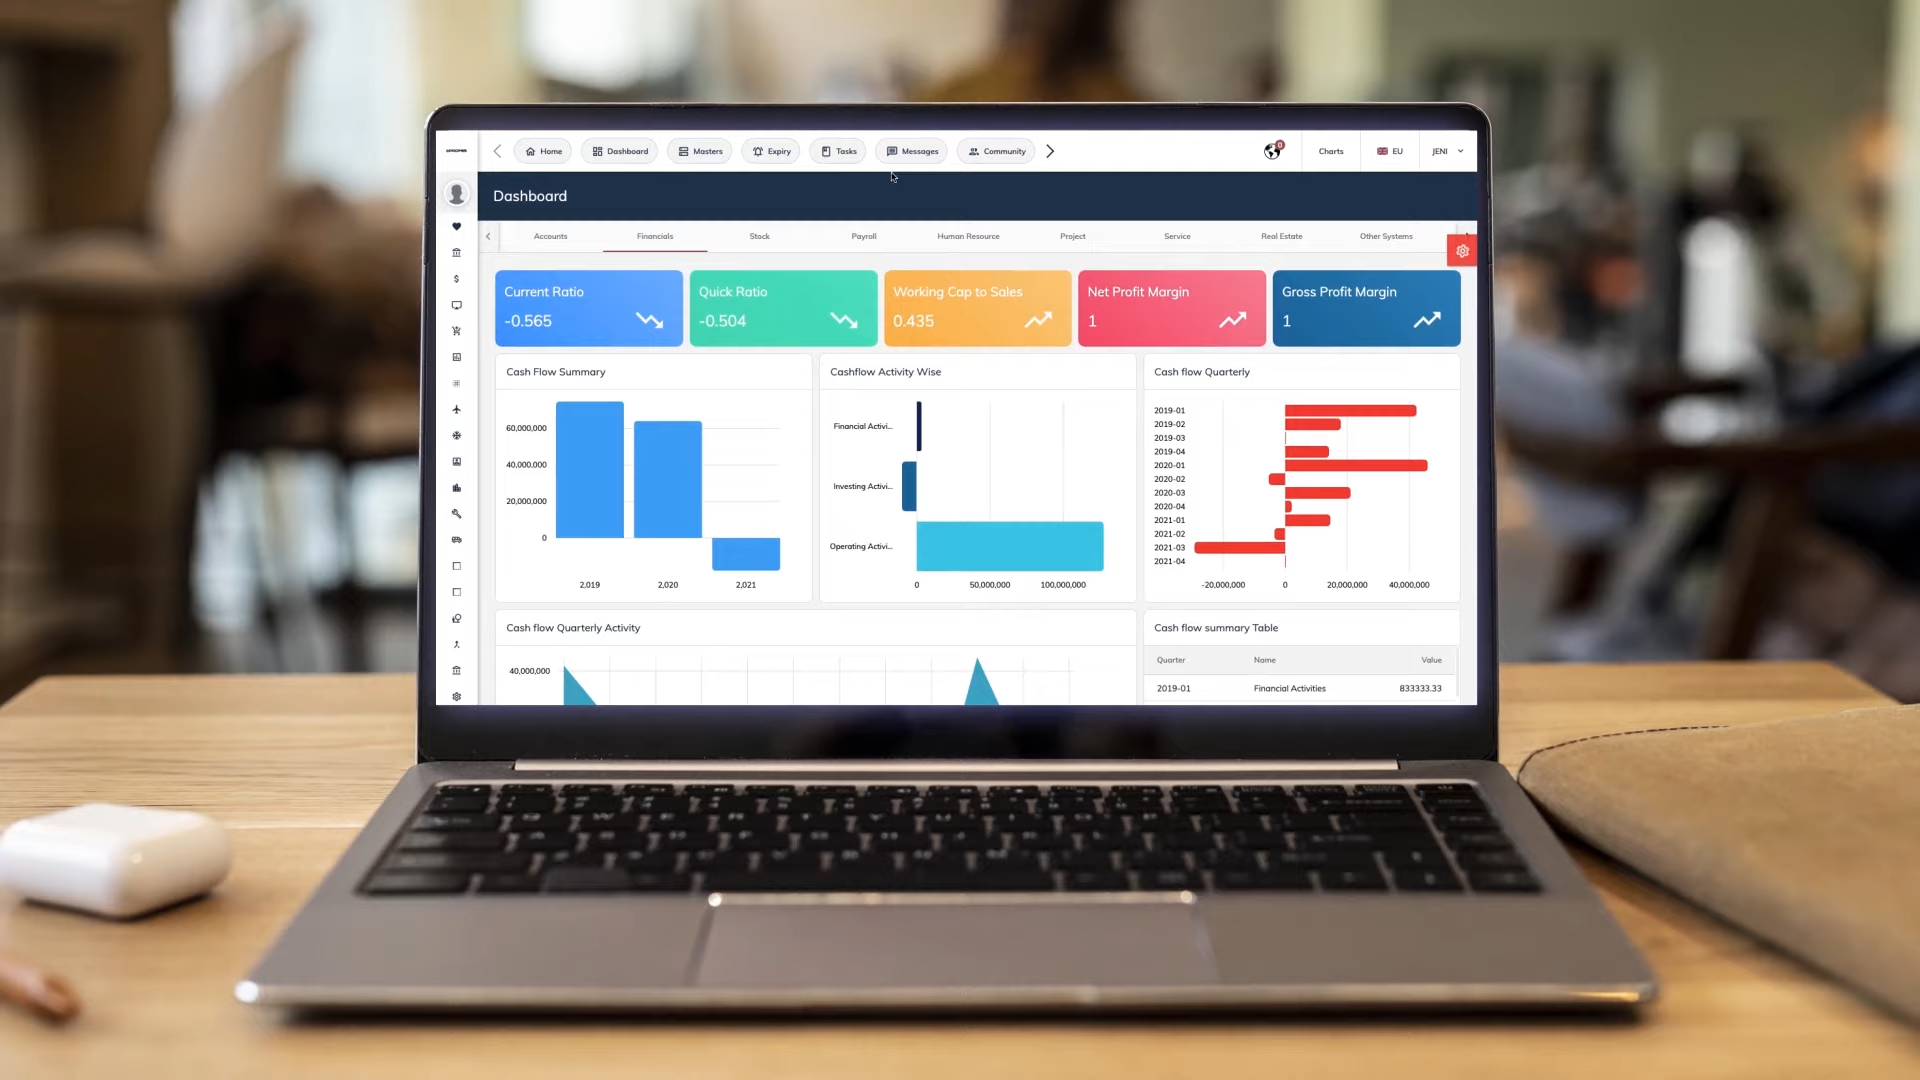 Home Dashboard Masters Expiry Tasks Messages Community 0 Charts EU JENI
Dashboard
Accounts Financials Stock Payroll Human Resource Project Service Real Estate Other Systems
Current Ratio
-0.565
Quick Ratio
-0.504
Working Cap to Sales
0.435
Net Profit Margin
1
Gross Profit Margin
1
Cash Flow Summary
60,000,000
40,000,000
20,000,000
0
2,019 2,020 2,021
Cashflow Activity Wise
Financial Activi...
Investing Activi...
Operating Activi...
0 50,000,000 100,000,000
Cash flow Quarterly
2019-01
2019-02
2019-03
2019-04
2020-01
2020-02
2020-03
2020-04
2021-01
2021-02
2021-03
2021-04
-20,000,000 0 20,000,000 40,000,000
Cash flow Quarterly Activity
40,000,000
Cash flow summary Table
Quarter Name Value
2019-01 Financial Activities 833333.33